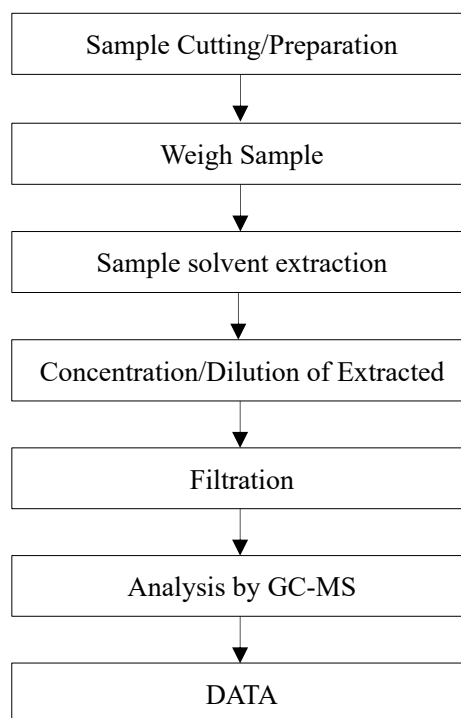 Sample Cutting/Preparation
Weigh Sample
Sample solvent extraction
Concentration/Dilution of Extracted
Filtration
Analysis by GC-MS
DATA